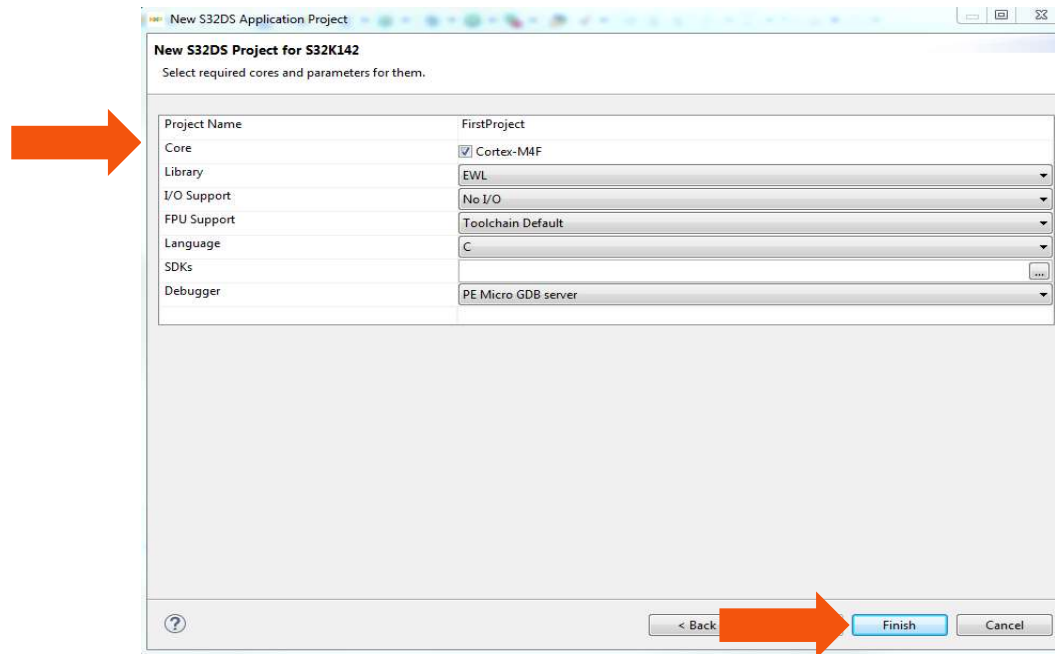 New S32DS Application Project
New S32DS Project for S32K142
Select required cores and parameters for them.
Project Name FirstProject
Core Cortex-M4F
Library EWL
I/O Support No I/O
FPU Support Toolchain Default
Language C
SDKs ...
Debugger PE Micro GDB server
? < Back Finish Cancel